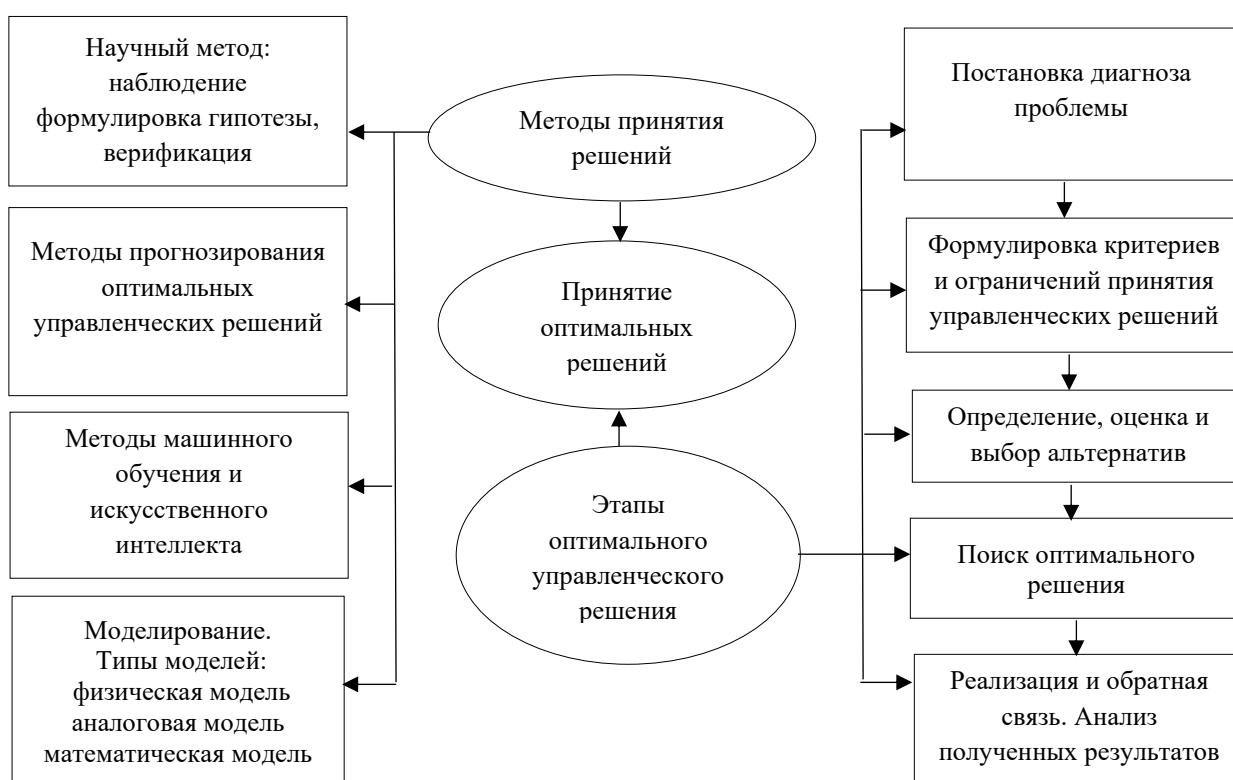 Научный метод:
наблюдение
формулировка гипотезы,
верификация
Методы прогнозирования
оптимальных
управленческих решений
Методы машинного
обучения и
искусственного
интеллекта
Моделирование.
Типы моделей:
физическая модель
аналоговая модель
математическая модель
Методы принятия
решений
Принятие
оптимальных
решений
Этапы
оптимального
управленческого
решения
Постановка диагноза
проблемы
Формулировка критериев
и ограничений принятия
управленческих решений
Определение, оценка и
выбор альтернатив
Поиск оптимального
решения
Реализация и обратная
связь. Анализ
полученных результатов